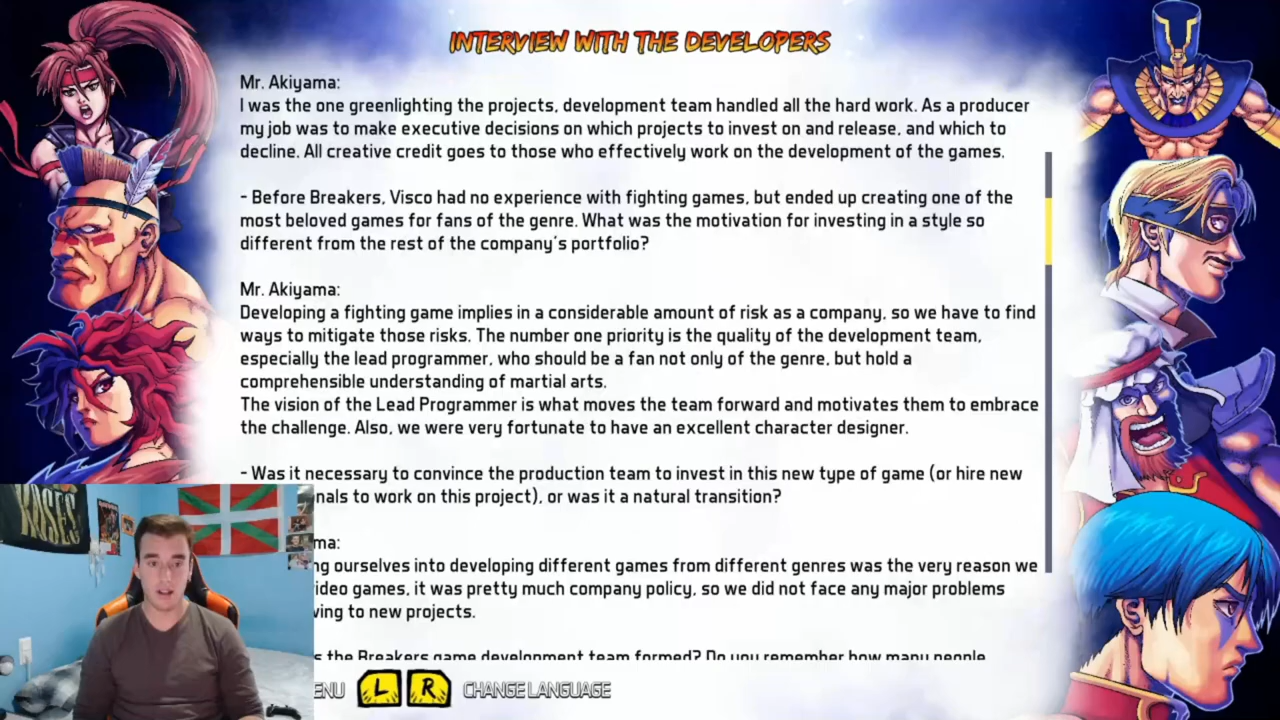 INTERVIEW WITH THE DEVELOPERS
Mr. Akiyama:
I was the one greenlighting the projects, development team handled all the hard work. As a producer
my job was to make executive decisions on which projects to invest on and release, and which to
decline. All creative credit goes to those who effectively work on the development of the games.
- Before Breakers, Visco had no experience with fighting games, but ended up creating one of the
most beloved games for fans of the genre. What was the motivation for investing in a style so
different from the rest of the company's portfolio?
Mr. Akiyama:
Developing a fighting game implies in a considerable amount of risk as a company, so we have to find
ways to mitigate those risks. The number one priority is the quality of the development team,
especially the lead programmer, who should be a fan not only of the genre, but hold a
comprehensible understanding of martial arts.
The vision of the Lead Programmer is what moves the team forward and motivates them to embrace
the challenge. Also, we were very fortunate to have an excellent character designer.
- Was it necessary to convince the production team to invest in this new type of game (or hire new
nals to work on this project), or was it a natural transition?
ma:
ng ourselves into developing different games from different genres was the very reason we
ideo games, it was pretty much company policy, so we did not face any major problems
ving to new projects.
s the Breakers game development team formed? Do you remember how many people
ENU L R CHANGE LANGUAGE